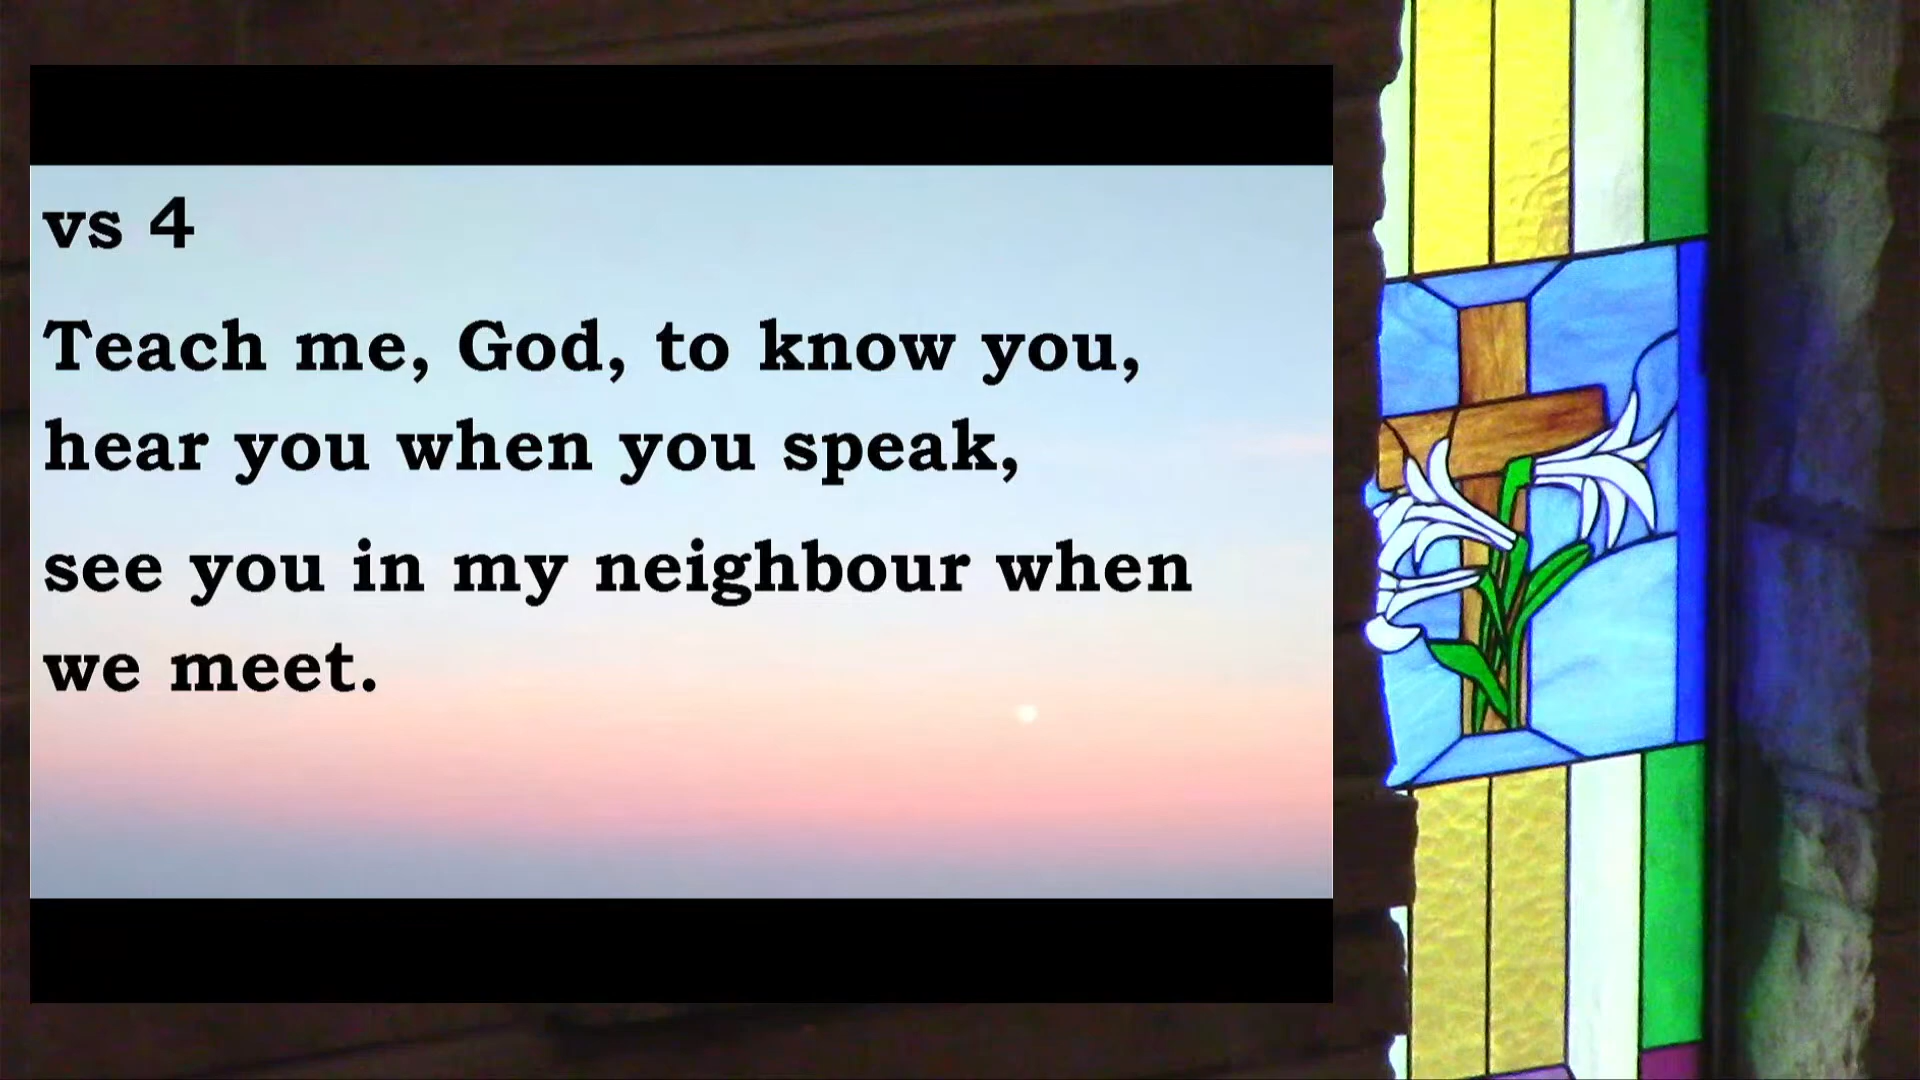 vs 4
Teach me, God, to know you,
hear you when you speak,
see you in my neighbour when
we meet.